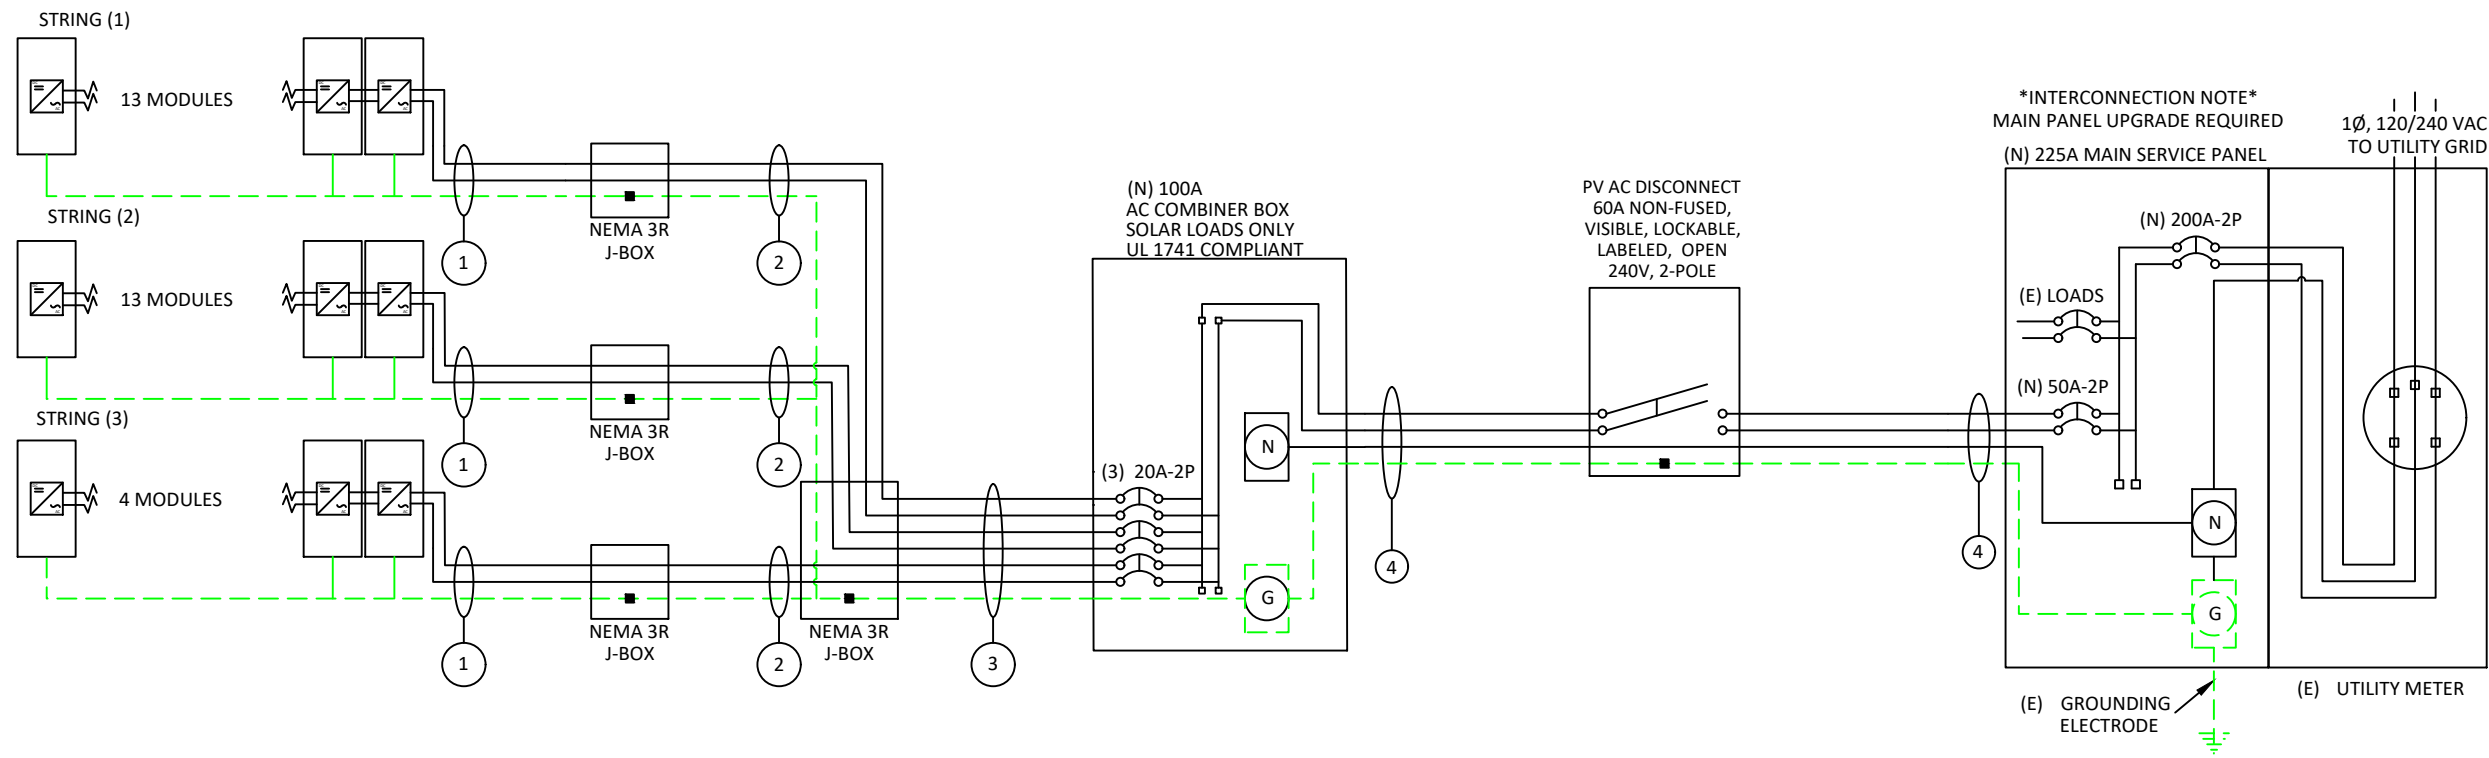 STRING (1)
13 MODULES
1
NEMA 3R
J-BOX
2
STRING (2)
13 MODULES
1
NEMA 3R
J-BOX
2
STRING (3)
4 MODULES
1
NEMA 3R
J-BOX
2
NEMA 3R
J-BOX
3
(N) 100A
AC COMBINER BOX
SOLAR LOADS ONLY
UL 1741 COMPLIANT
(3) 20A-2P
N
G
4
PV AC DISCONNECT
60A NON-FUSED,
VISIBLE, LOCKABLE,
LABELED, OPEN
240V, 2-POLE
4
*INTERCONNECTION NOTE*
MAIN PANEL UPGRADE REQUIRED
(N) 225A MAIN SERVICE PANEL
(N) 200A-2P
(E) LOADS
(N) 50A-2P
N
G
(E) GROUNDING
ELECTRODE
1Ø, 120/240 VAC
TO UTILITY GRID
(E) UTILITY METER